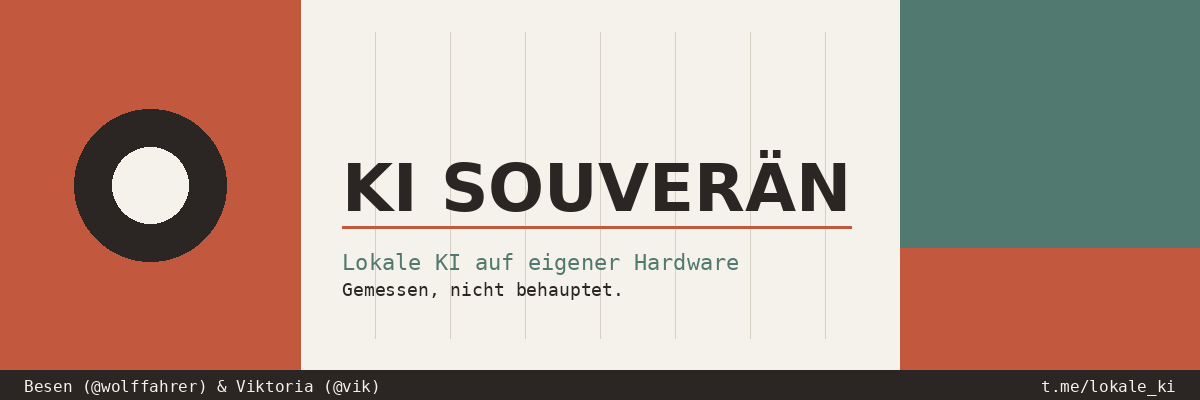 KI SOUVERÄN
Lokale KI auf eigener Hardware
Gemessen, nicht behauptet.
Besen (@wolffahrer) & Viktoria (@vik)
t.me/lokale_ki